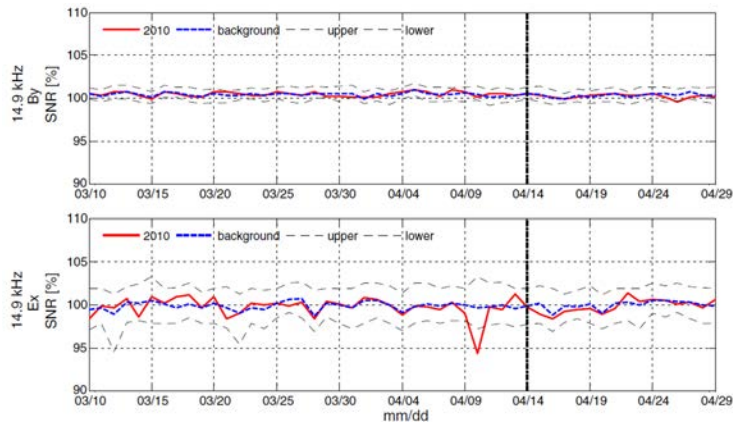 110
105
100
95
90
14.9 kHz
By
SNR [%]
2010 background upper lower
03/10 03/15 03/20 03/25 03/30 04/04 04/09 04/14 04/19 04/24 04/29
110
105
100
95
90
14.9 kHz
Ex
SNR [%]
2010 background upper lower
03/10 03/15 03/20 03/25 03/30 04/04 04/09 04/14 04/19 04/24 04/29
mm/dd